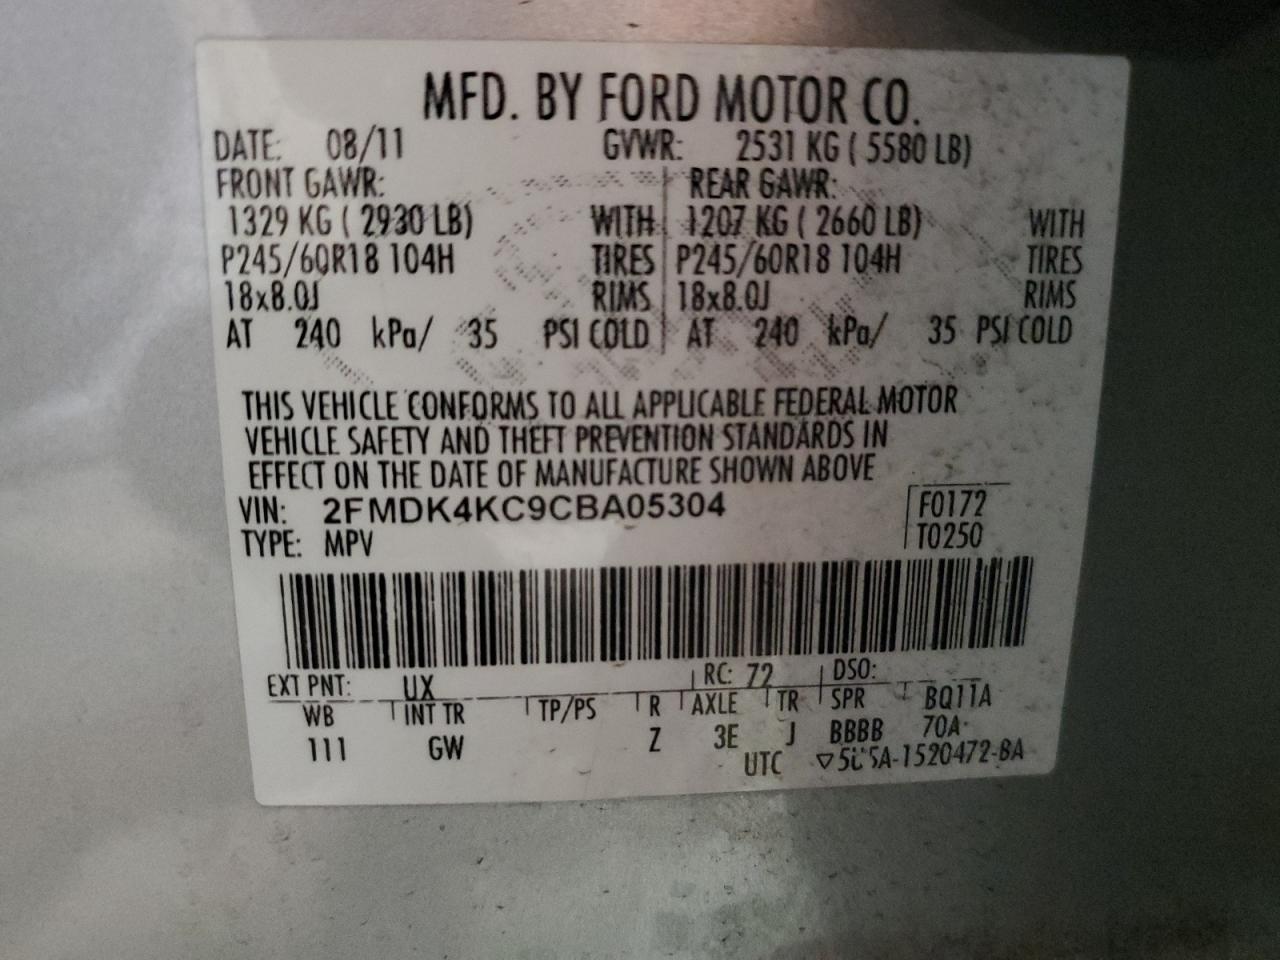 MFD. BY FORD MOTOR CO.
DATE: 08/11 GVWR: 2531 KG ( 5580 LB)
FRONT GAWR: REAR GAWR:
1329 KG ( 2930 LB) WITH 1207 KG ( 2660 LB) WITH
P245/60R18 104H TIRES P245/60R18 104H TIRES
18x8.0J RIMS 18x8.0J RIMS
AT 240 kPa/ 35 PSI COLD AT 240 kPa/ 35 PSI COLD
THIS VEHICLE CONFORMS TO ALL APPLICABLE FEDERAL MOTOR
VEHICLE SAFETY AND THEFT PREVENTION STANDARDS IN
EFFECT ON THE DATE OF MANUFACTURE SHOWN ABOVE
VIN: 2FMDK4KC9CBA05304 F0172
TYPE: MPV T0250
EXT PNT: UX RC: 72 DSO:
WB INT TR TP/PS R AXLE TR SPR BQ11A
111 GW Z 3E J BBBB 70A
UTC